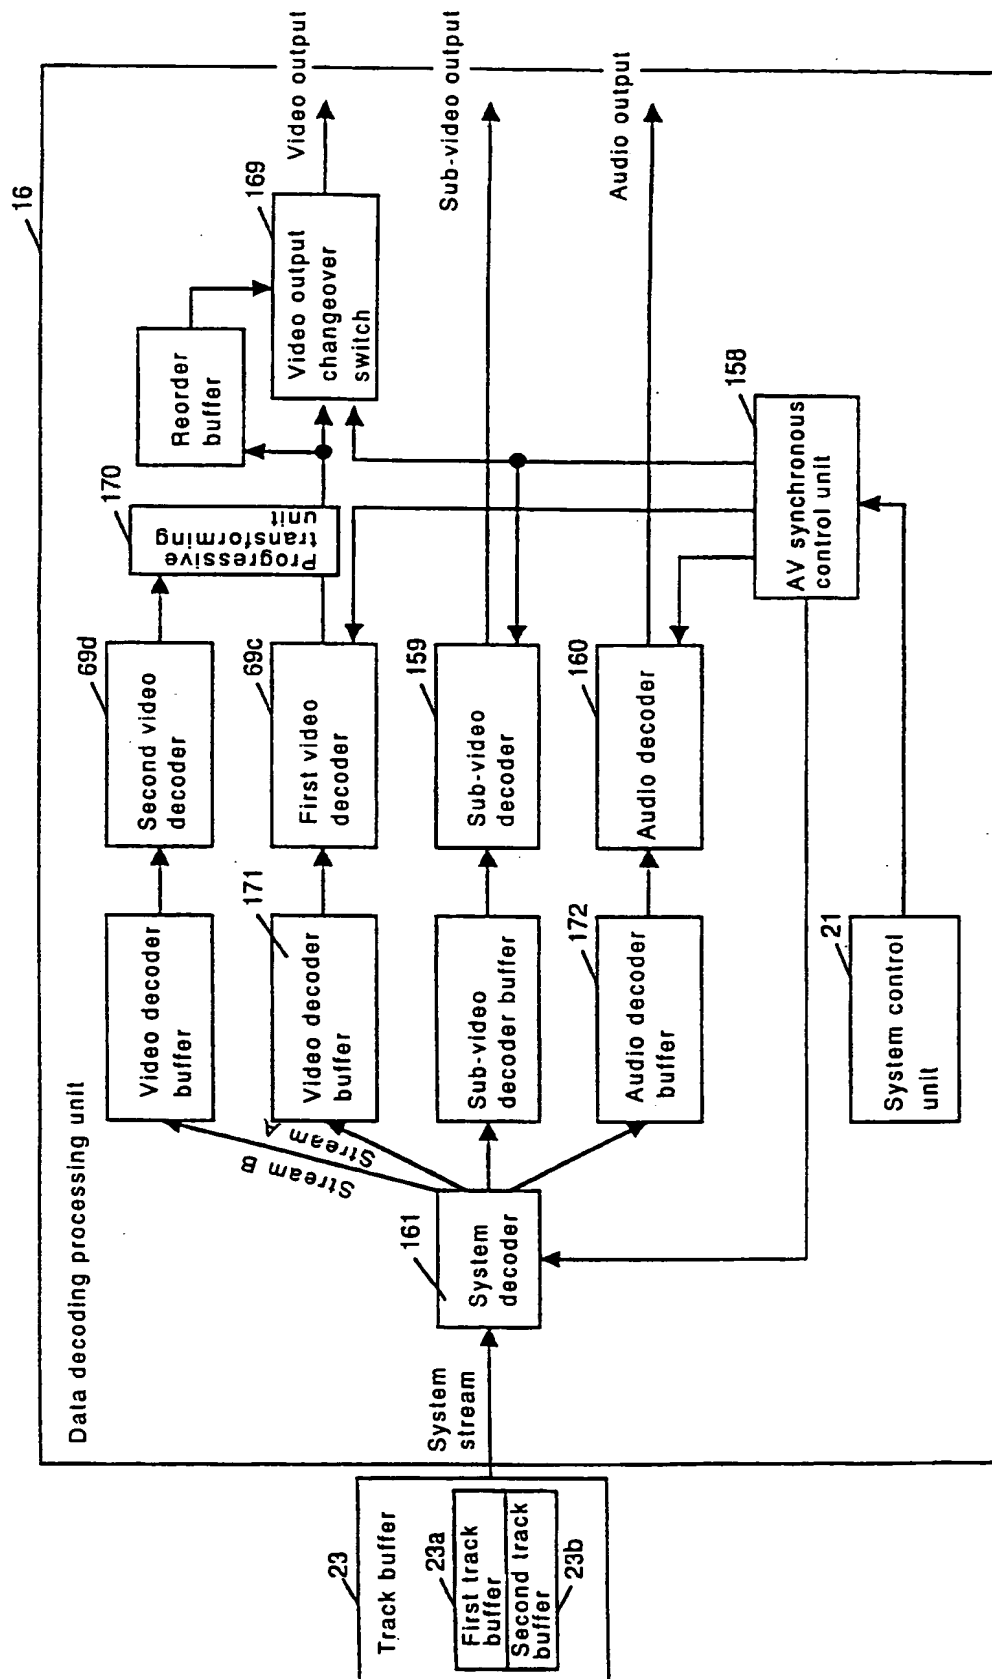 Data decoding processing unit
16
23
Track buffer
23a
First track
buffer
Second track
buffer
23b
System
stream
161
System
decoder
Stream B
Stream A
Video decoder
buffer
69d
Second video
decoder
170
Progressive
transforming
unit
Reorder
buffer
169
Video output
changeover
switch
Video output
171
Video decoder
buffer
69c
First video
decoder
Sub-video
decoder buffer
159
Sub-video
decoder
Sub-video output
172
Audio decoder
buffer
160
Audio decoder
Audio output
21
System control
unit
158
AV synchronous
control unit